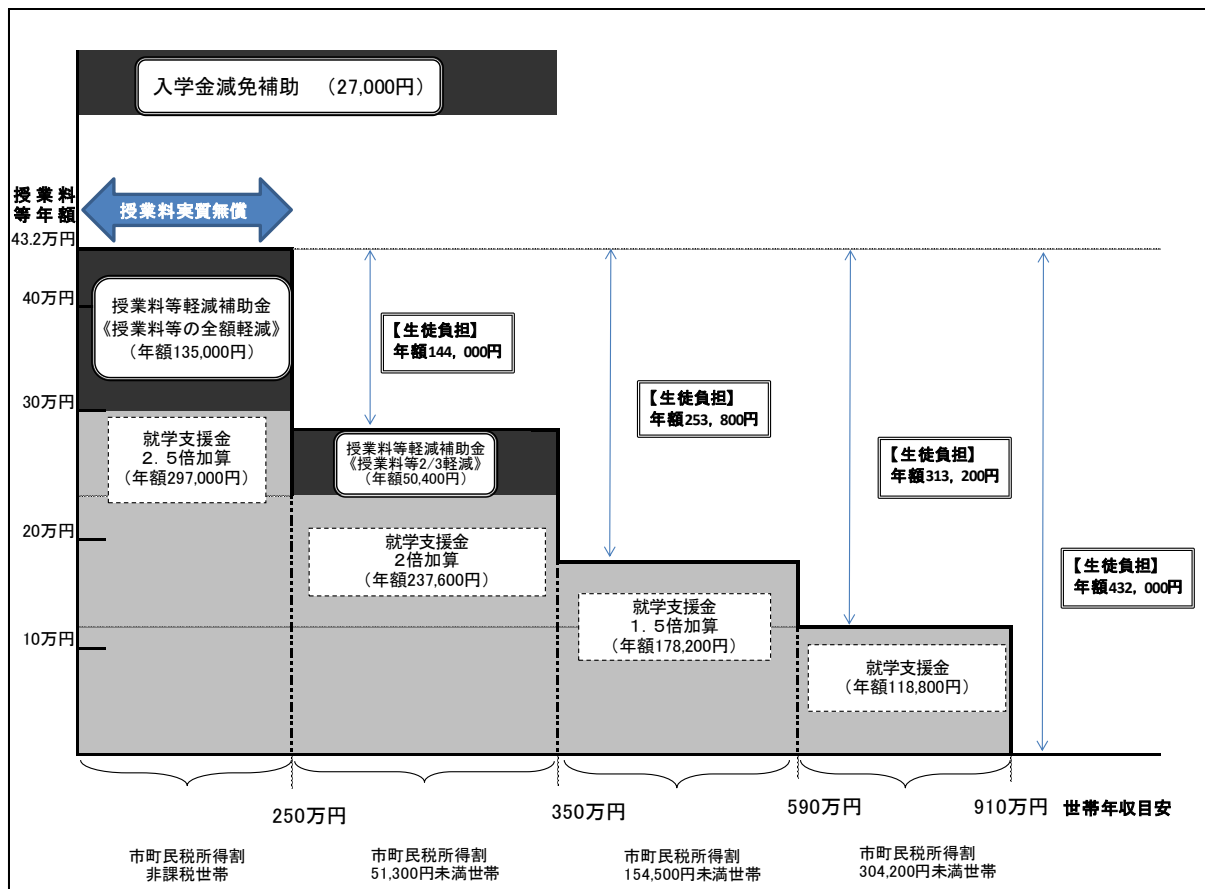 入学金減免補助　（27,000円）
授業料
等年額
43.2万円
授業料実質無償
40万円
30万円
20万円
10万円
授業料等軽減補助金
《授業料等の全額軽減》
（年額135,000円）
就学支援金
２．５倍加算
（年額297,000円）
【生徒負担】
年額144，000円
授業料等軽減補助金
《授業料等2/3軽減》
（年額50,400円）
就学支援金
２倍加算
（年額237,600円）
【生徒負担】
年額253，800円
就学支援金
１．５倍加算
（年額178,200円）
【生徒負担】
年額313，200円
就学支援金
（年額118,800円）
【生徒負担】
年額432，000円
250万円
350万円
590万円
910万円
世帯年収目安
市町民税所得割
非課税世帯
市町民税所得割
51,300円未満世帯
市町民税所得割
154,500円未満世帯
市町民税所得割
304,200円未満世帯